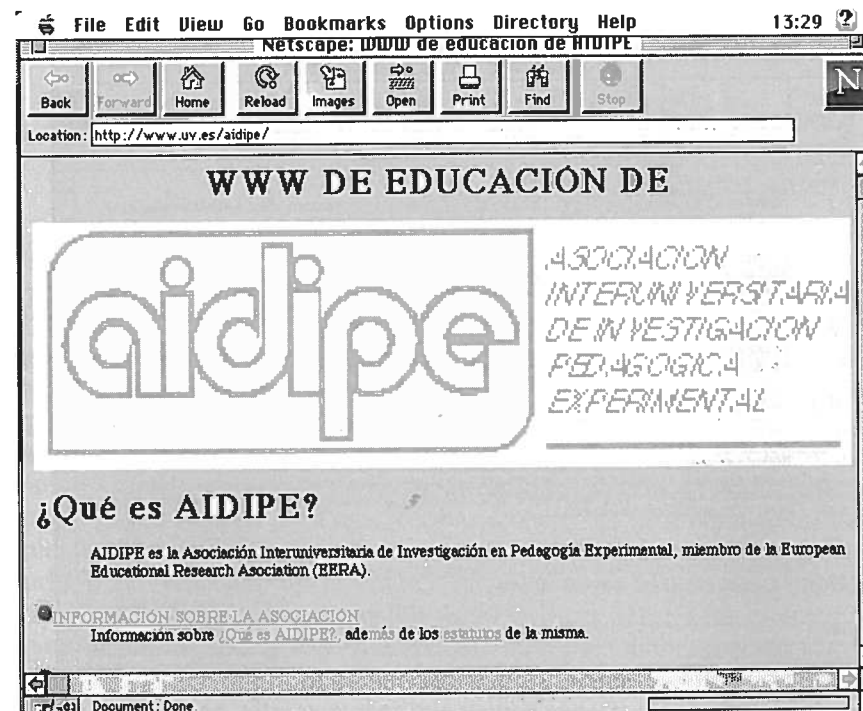 File Edit View Go Bookmarks Options Directory Help 13:29
Netscape: WWW de educación de AIDIPE
Back Forward Home Reload Images Open Print Find Stop N
Location: http://www.uv.es/aidipe/
WWW DE EDUCACIÓN DE
aidipe
ASOCIACION
INTERUNIVERSITARIA
DE INVESTIGACION
PEDAGOGICA
EXPERIMENTAL
¿Qué es AIDIPE?
AIDIPE es la Asociación Interuniversitaria de Investigación en Pedagogía Experimental, miembro de la European
Educational Research Asociation (EERA).
INFORMACIÓN SOBRE LA ASOCIACIÓN
Información sobre ¿Qué es AIDIPE?, además de los estatutos de la misma.
Document: Done